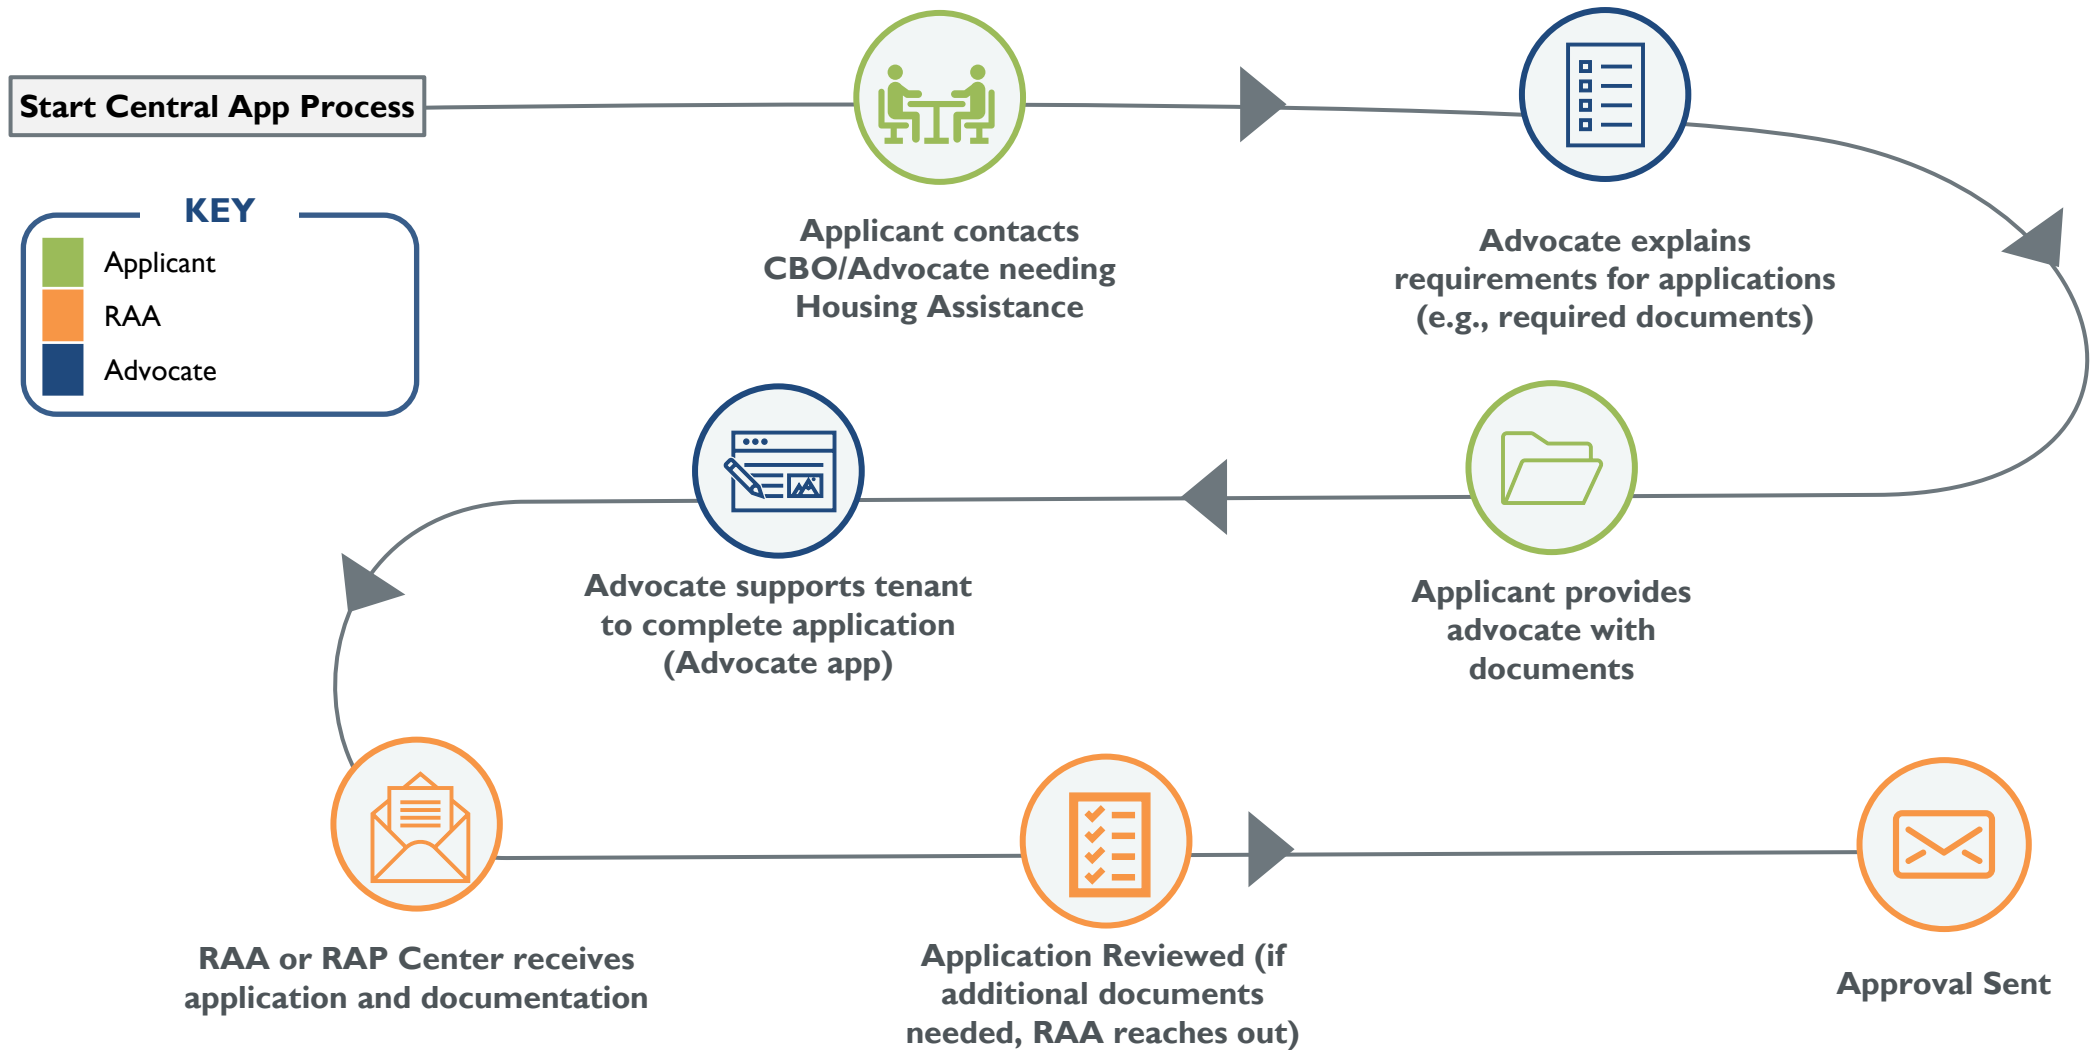 Start Central App Process
KEY
Applicant
RAA
Advocate
Applicant contacts
CBO/Advocate needing
Housing Assistance
Advocate explains
requirements for applications
(e.g., required documents)
Applicant provides
advocate with
documents
Advocate supports tenant
to complete application
(Advocate app)
RAA or RAP Center receives
application and documentation
Application Reviewed (if
additional documents
needed, RAA reaches out)
Approval Sent